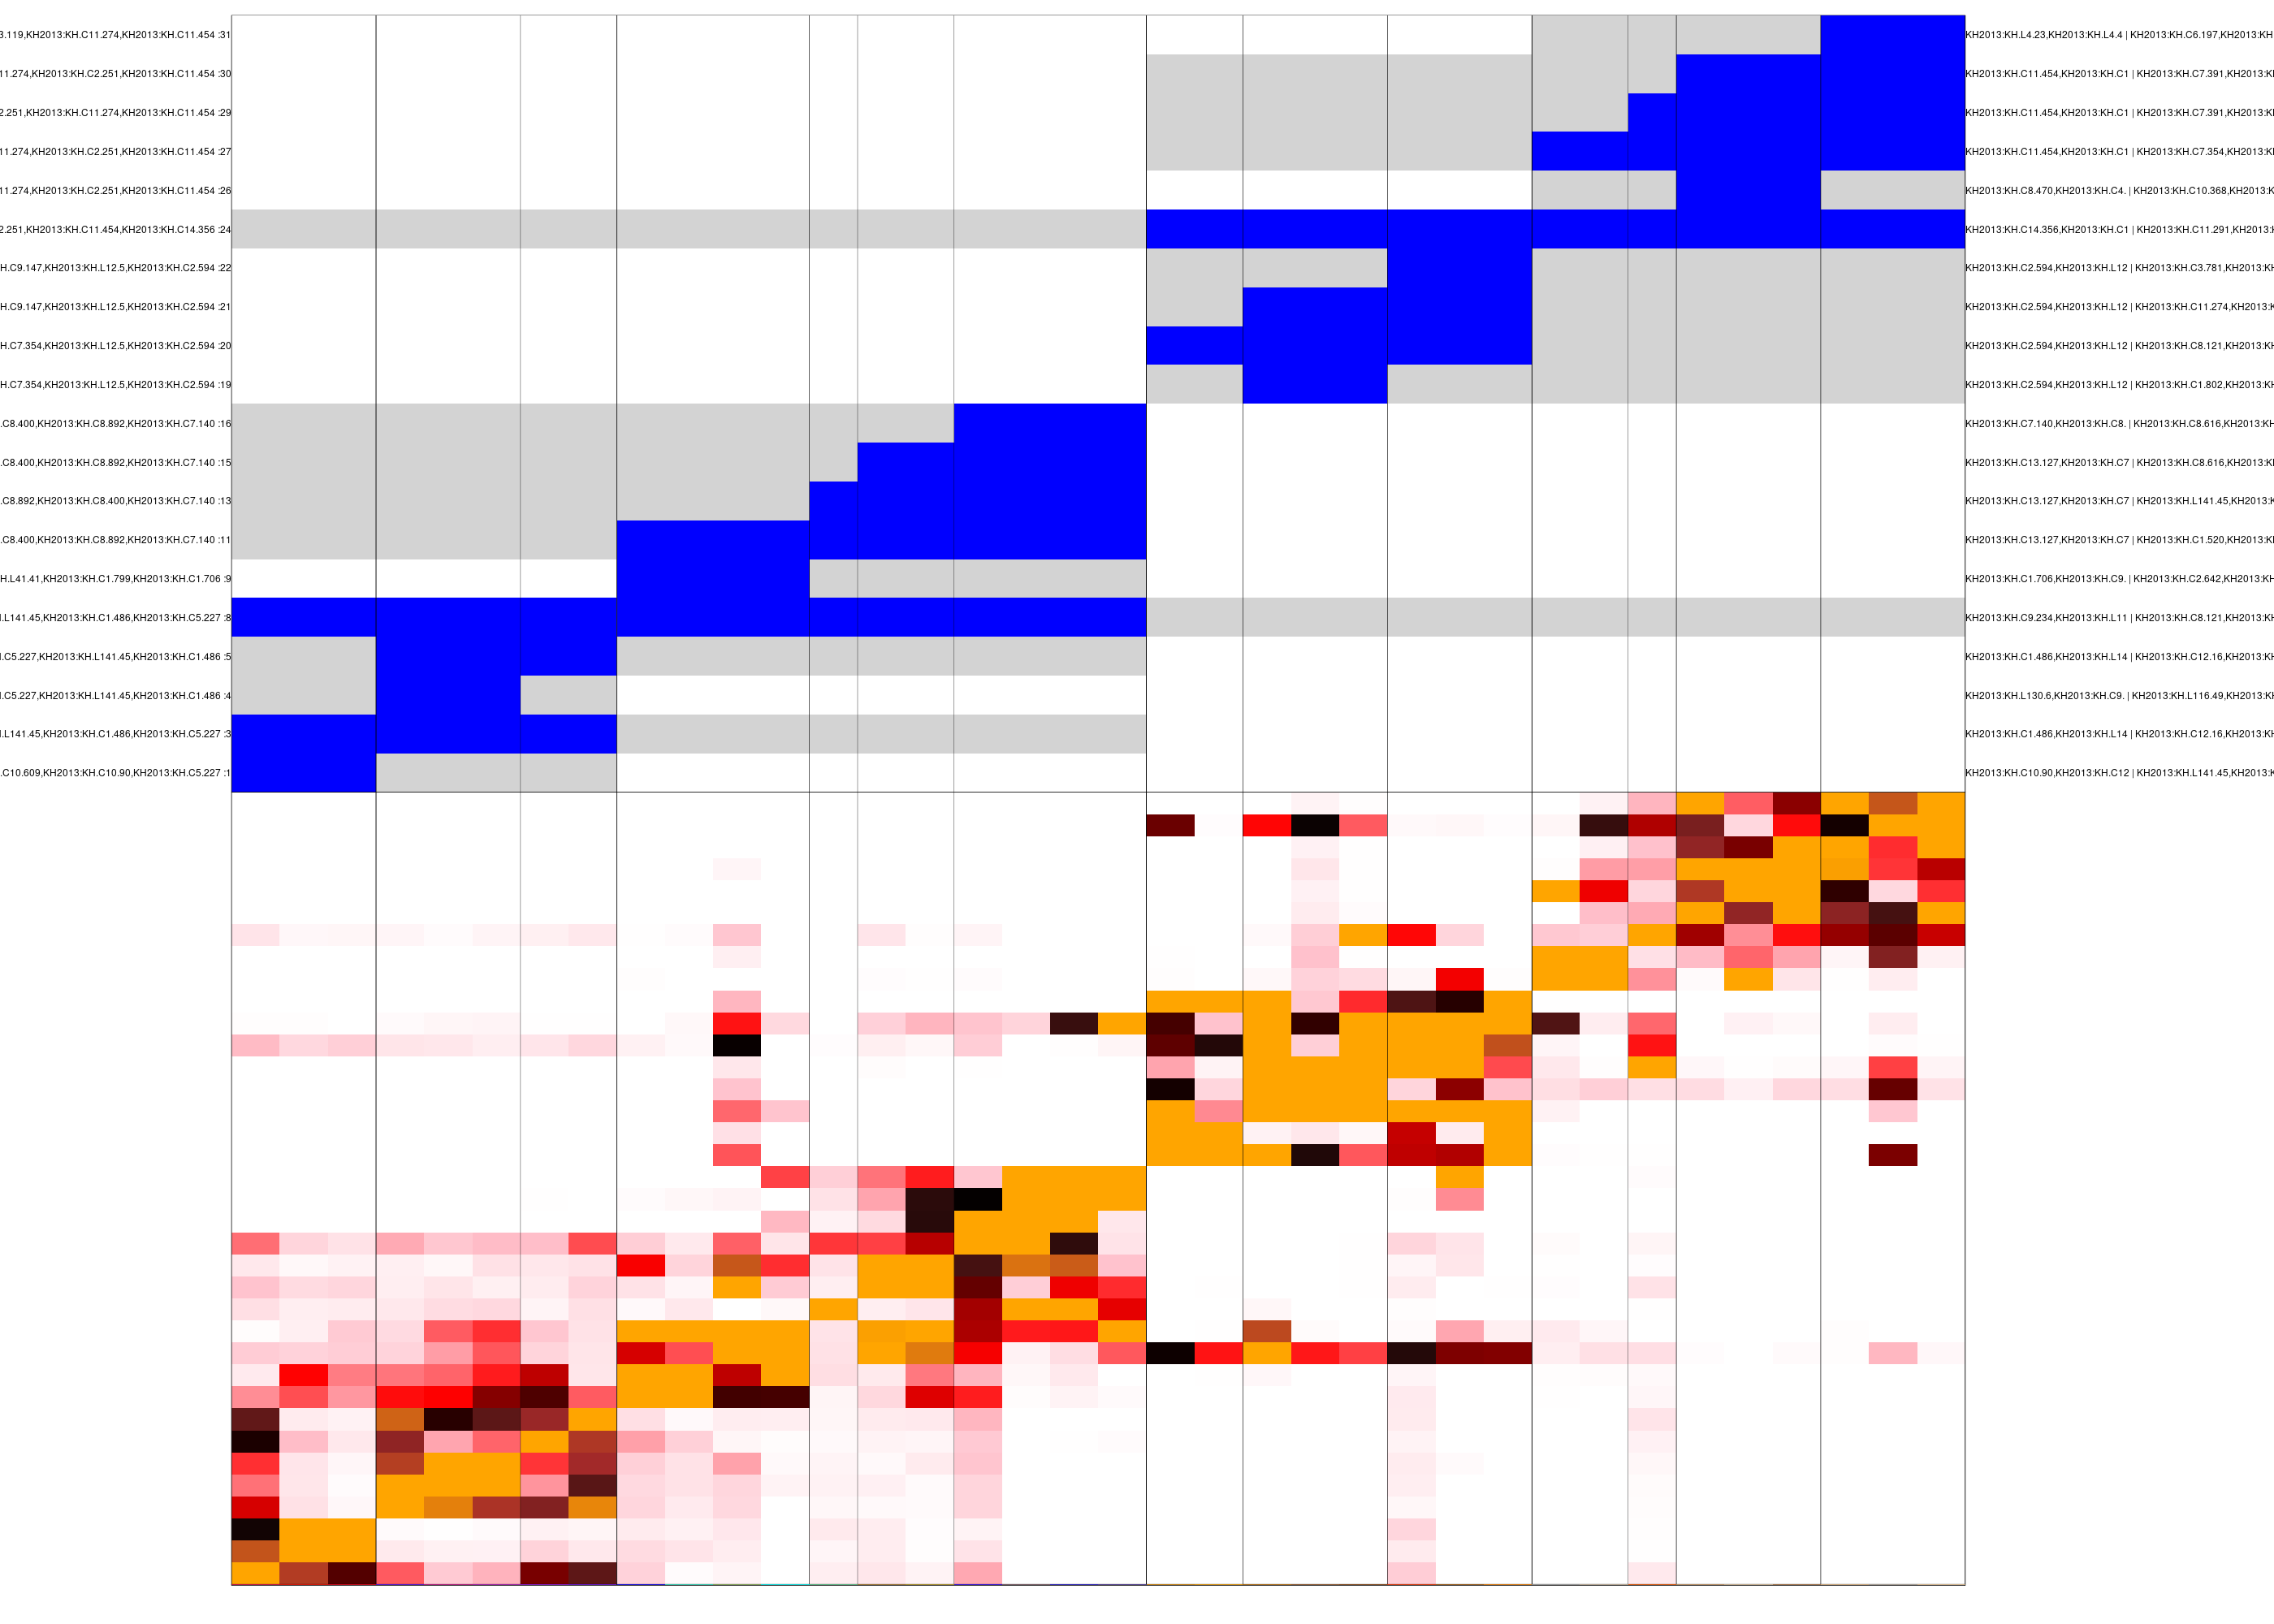 3.119,KH2013:KH.C11.274,KH2013:KH.C11.454 :31
KH2013:KH.L4.23,KH2013:KH.L4.4 | KH2013:KH.C6.197,KH2013:KH
11.274,KH2013:KH.C2.251,KH2013:KH.C11.454 :30
KH2013:KH.C11.454,KH2013:KH.C1 | KH2013:KH.C7.391,KH2013:K
2.251,KH2013:KH.C11.274,KH2013:KH.C11.454 :29
KH2013:KH.C11.454,KH2013:KH.C1 | KH2013:KH.C7.391,KH2013:K
11.274,KH2013:KH.C2.251,KH2013:KH.C11.454 :27
KH2013:KH.C11.454,KH2013:KH.C1 | KH2013:KH.C7.354,KH2013:K
11.274,KH2013:KH.C2.251,KH2013:KH.C11.454 :26
KH2013:KH.C8.470,KH2013:KH.C4. | KH2013:KH.C10.368,KH2013:K
2.251,KH2013:KH.C11.454,KH2013:KH.C14.356 :24
KH2013:KH.C14.356,KH2013:KH.C1 | KH2013:KH.C11.291,KH2013:
H.C9.147,KH2013:KH.L12.5,KH2013:KH.C2.594 :22
KH2013:KH.C2.594,KH2013:KH.L12 | KH2013:KH.C3.781,KH2013:K
H.C9.147,KH2013:KH.L12.5,KH2013:KH.C2.594 :21
KH2013:KH.C2.594,KH2013:KH.L12 | KH2013:KH.C11.274,KH2013:
H.C7.354,KH2013:KH.L12.5,KH2013:KH.C2.594 :20
KH2013:KH.C2.594,KH2013:KH.L12 | KH2013:KH.C8.121,KH2013:K
H.C7.354,KH2013:KH.L12.5,KH2013:KH.C2.594 :19
KH2013:KH.C2.594,KH2013:KH.L12 | KH2013:KH.C1.802,KH2013:K
.C8.400,KH2013:KH.C8.892,KH2013:KH.C7.140 :16
KH2013:KH.C7.140,KH2013:KH.C8. | KH2013:KH.C8.616,KH2013:KH
.C8.400,KH2013:KH.C8.892,KH2013:KH.C7.140 :15
KH2013:KH.C13.127,KH2013:KH.C7 | KH2013:KH.C8.616,KH2013:K
.C8.892,KH2013:KH.C8.400,KH2013:KH.C7.140 :13
KH2013:KH.C13.127,KH2013:KH.C7 | KH2013:KH.L141.45,KH2013:
.C8.400,KH2013:KH.C8.892,KH2013:KH.C7.140 :11
KH2013:KH.C13.127,KH2013:KH.C7 | KH2013:KH.C1.520,KH2013:K
H.L41.41,KH2013:KH.C1.799,KH2013:KH.C1.706 :9
KH2013:KH.C1.706,KH2013:KH.C9. | KH2013:KH.C2.642,KH2013:KH
.L141.45,KH2013:KH.C1.486,KH2013:KH.C5.227 :8
KH2013:KH.C9.234,KH2013:KH.L11 | KH2013:KH.C8.121,KH2013:K
.C5.227,KH2013:KH.L141.45,KH2013:KH.C1.486 :5
KH2013:KH.C1.486,KH2013:KH.L14 | KH2013:KH.C12.16,KH2013:K
.C5.227,KH2013:KH.L141.45,KH2013:KH.C1.486 :4
KH2013:KH.L130.6,KH2013:KH.C9. | KH2013:KH.L116.49,KH2013:K
.L141.45,KH2013:KH.C1.486,KH2013:KH.C5.227 :3
KH2013:KH.C1.486,KH2013:KH.L14 | KH2013:KH.C12.16,KH2013:K
.C10.609,KH2013:KH.C10.90,KH2013:KH.C5.227 :1
KH2013:KH.C10.90,KH2013:KH.C12 | KH2013:KH.L141.45,KH2013: